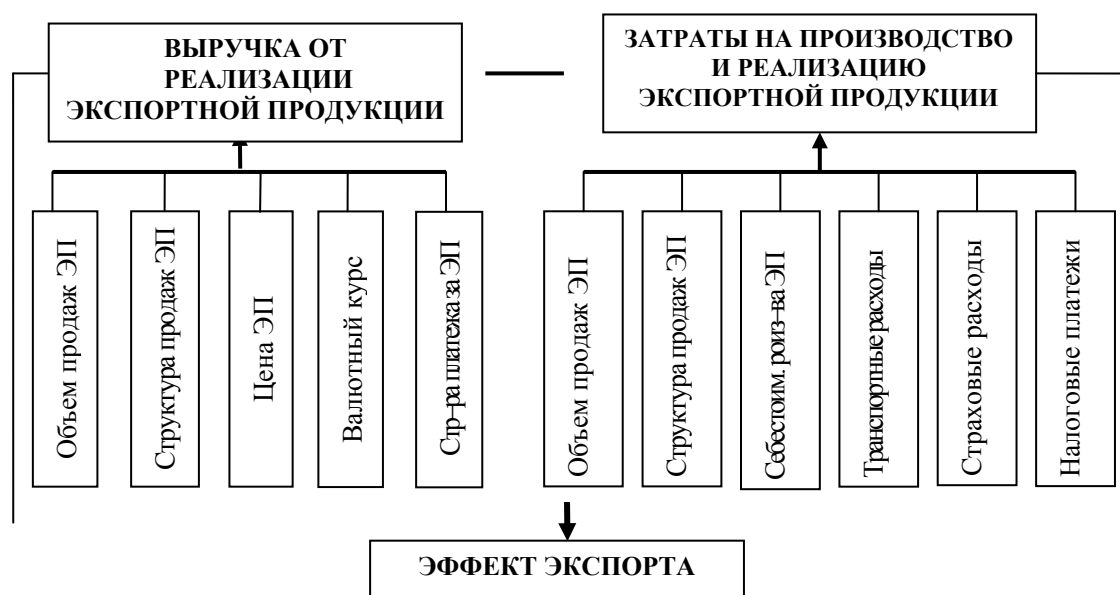 ВЫРУЧКА ОТ
РЕАЛИЗАЦИИ
ЭКСПОРТНОЙ ПРОДУКЦИИ
ЗАТРАТЫ НА ПРОИЗВОДСТВО
И РЕАЛИЗАЦИЮ
ЭКСПОРТНОЙ ПРОДУКЦИИ
Объем продаж ЭП
Структура продаж ЭП
Цена ЭП
Валютный курс
Стр-ра платежа за ЭП
Объем продаж ЭП
Структура продаж ЭП
Себестоим. роиз-ва ЭП
Транспортные расходы
Страховые расходы
Налоговые платежи
ЭФФЕКТ ЭКСПОРТА